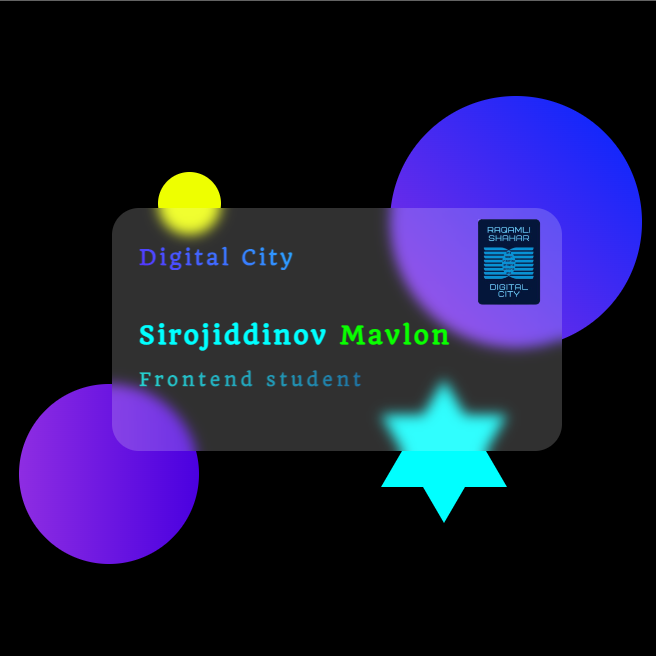 RAQAMLI
SHAHAR
Digital City
DIGITAL
CITY
Sirojiddinov Mavlon
Frontend student